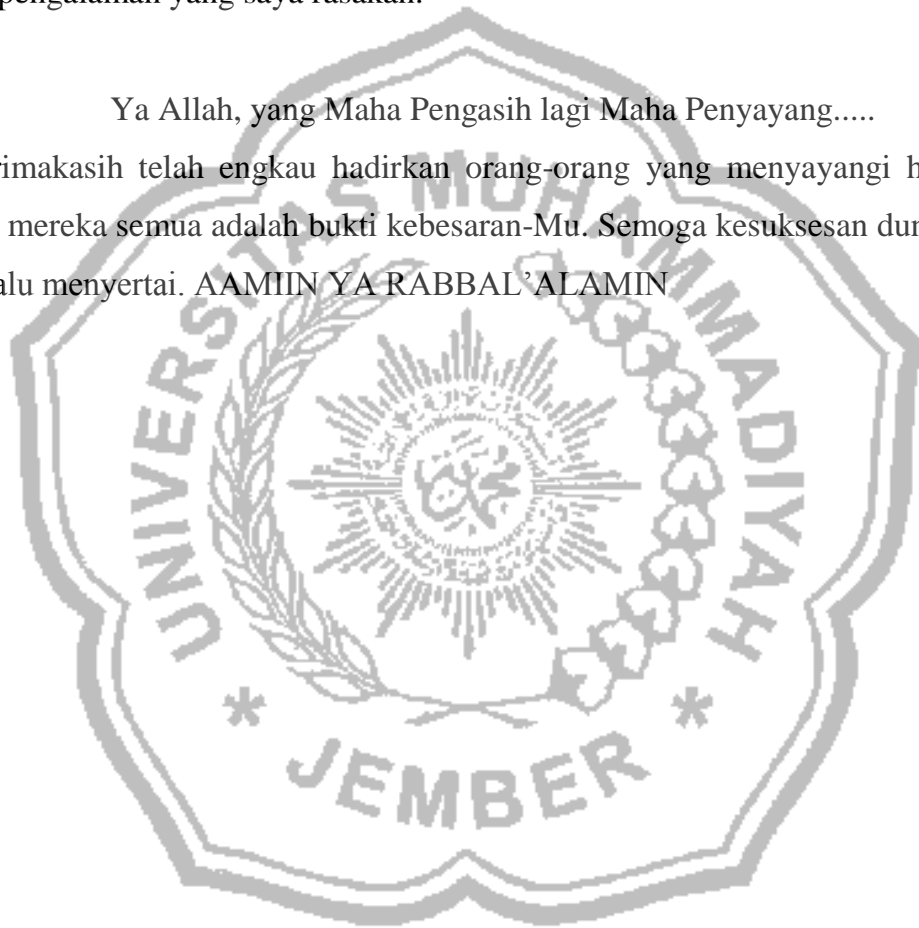 pengalaman yang saya rasakan.
Ya Allah, yang Maha Pengasih lagi Maha Penyayang.....
rimakasih telah engkau hadirkan orang-orang yang menyayangi h
mereka semua adalah bukti kebesaran-Mu. Semoga kesuksesan dun
alu menyertai. AAMIIN YA RABBAL’ALAMIN
UNIVERSITAS MUHAMMADIYAH
* JEMBER *